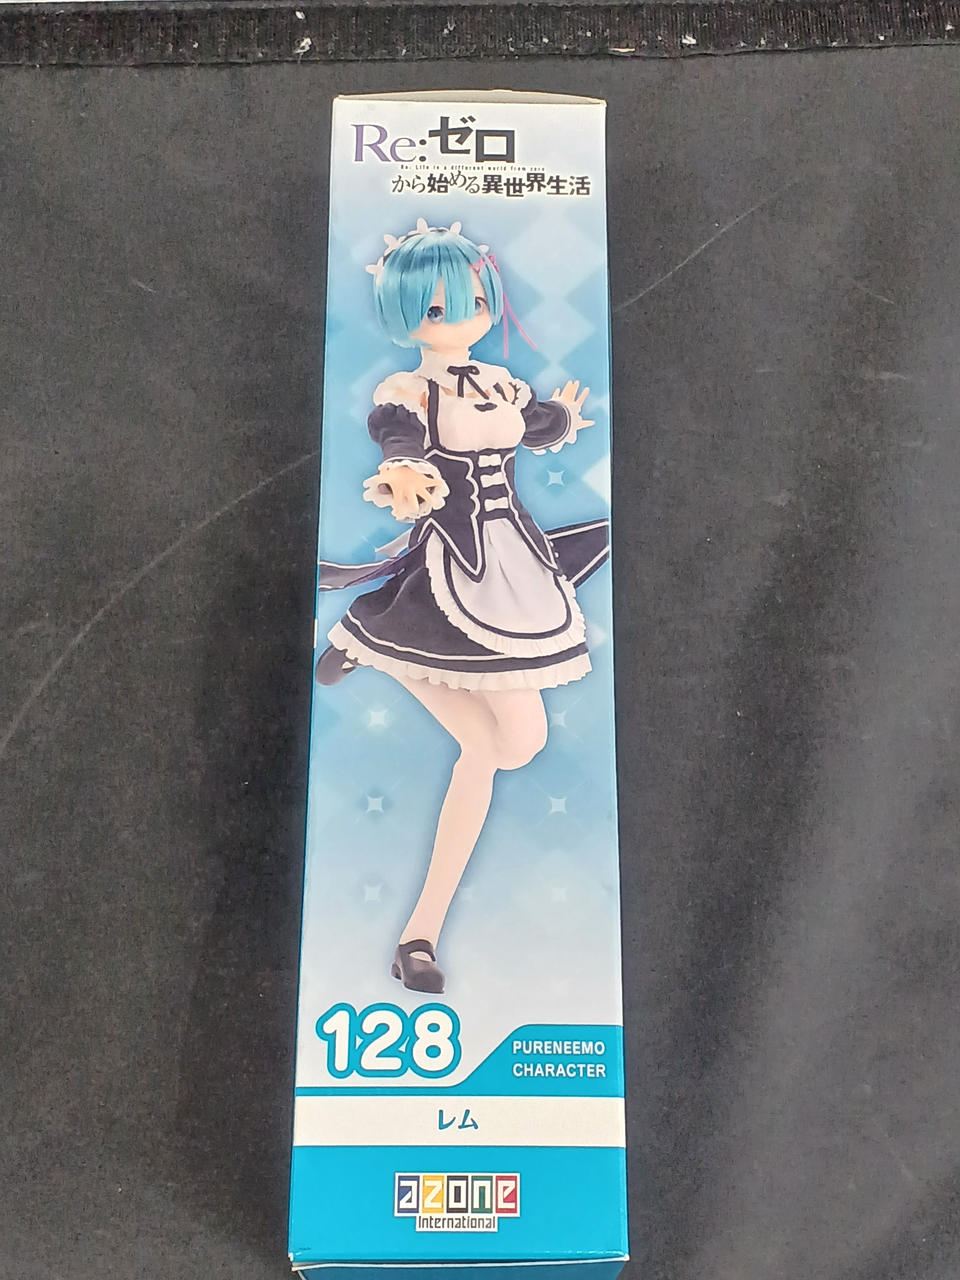 Re:ゼロ
Re: Life in a different world from zero
から始める異世界生活
128
PURENEEMO
CHARACTER
レム
azone
International